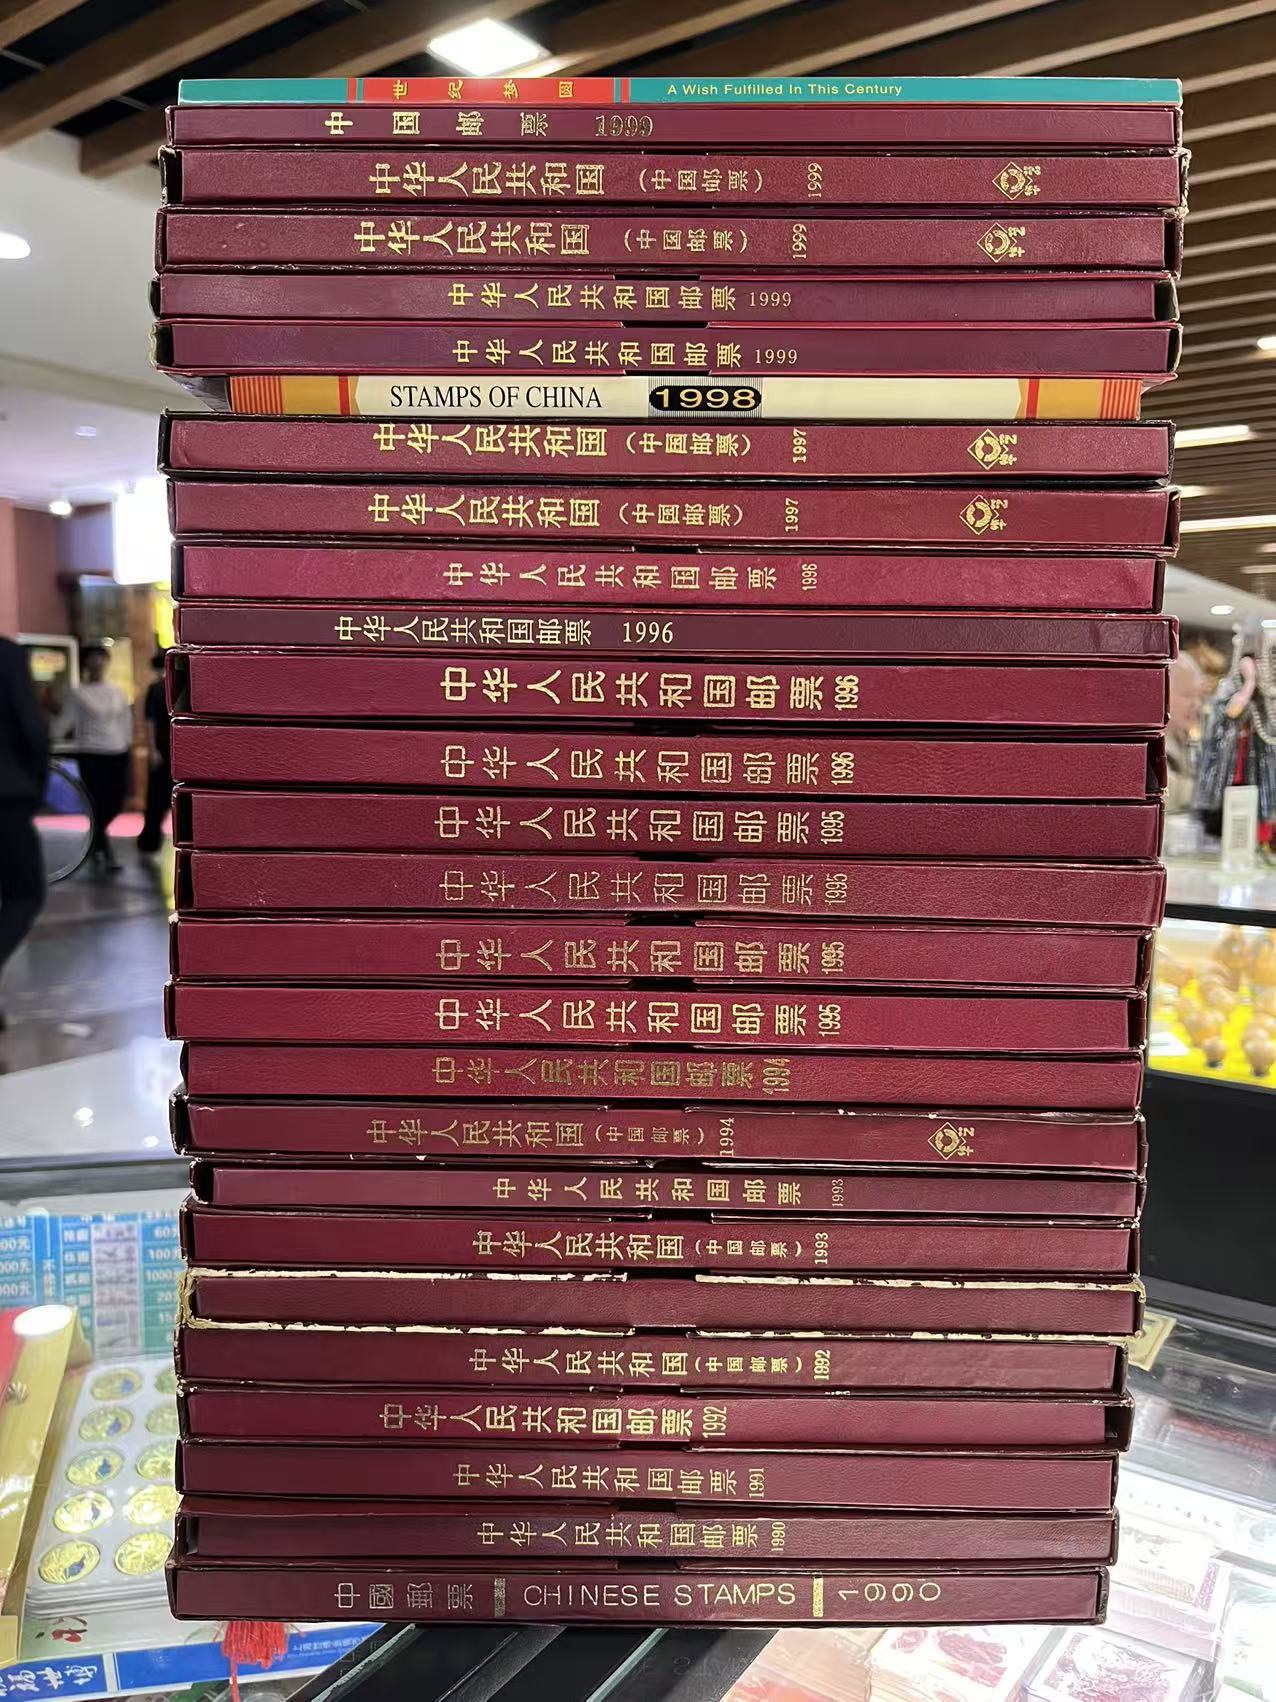 世纪梦圆 A Wish Fulfilled In This Century
中国邮票 1999
中华人民共和国（中国邮票）1999 华艺
中华人民共和国（中国邮票）1999 华艺
中华人民共和国邮票 1999
中华人民共和国邮票 1999
STAMPS OF CHINA 1998
中华人民共和国（中国邮票）1997 华艺
中华人民共和国（中国邮票）1997 华艺
中华人民共和国邮票
中华人民共和国邮票 1996
中华人民共和国邮票 1996
中华人民共和国邮票 1996
中华人民共和国邮票 1995
中华人民共和国邮票 1995
中华人民共和国邮票 1995
中华人民共和国邮票 1995
中华人民共和国邮票 1994
中华人民共和国（中国邮票）1994 华艺
中华人民共和国邮票 1993
中华人民共和国（中国邮票）1993
中华人民共和国（中国邮票）1992
中华人民共和国邮票 1992
中华人民共和国邮票 1991
中华人民共和国邮票 1990
中國郵票 CHINESE STAMPS 1990